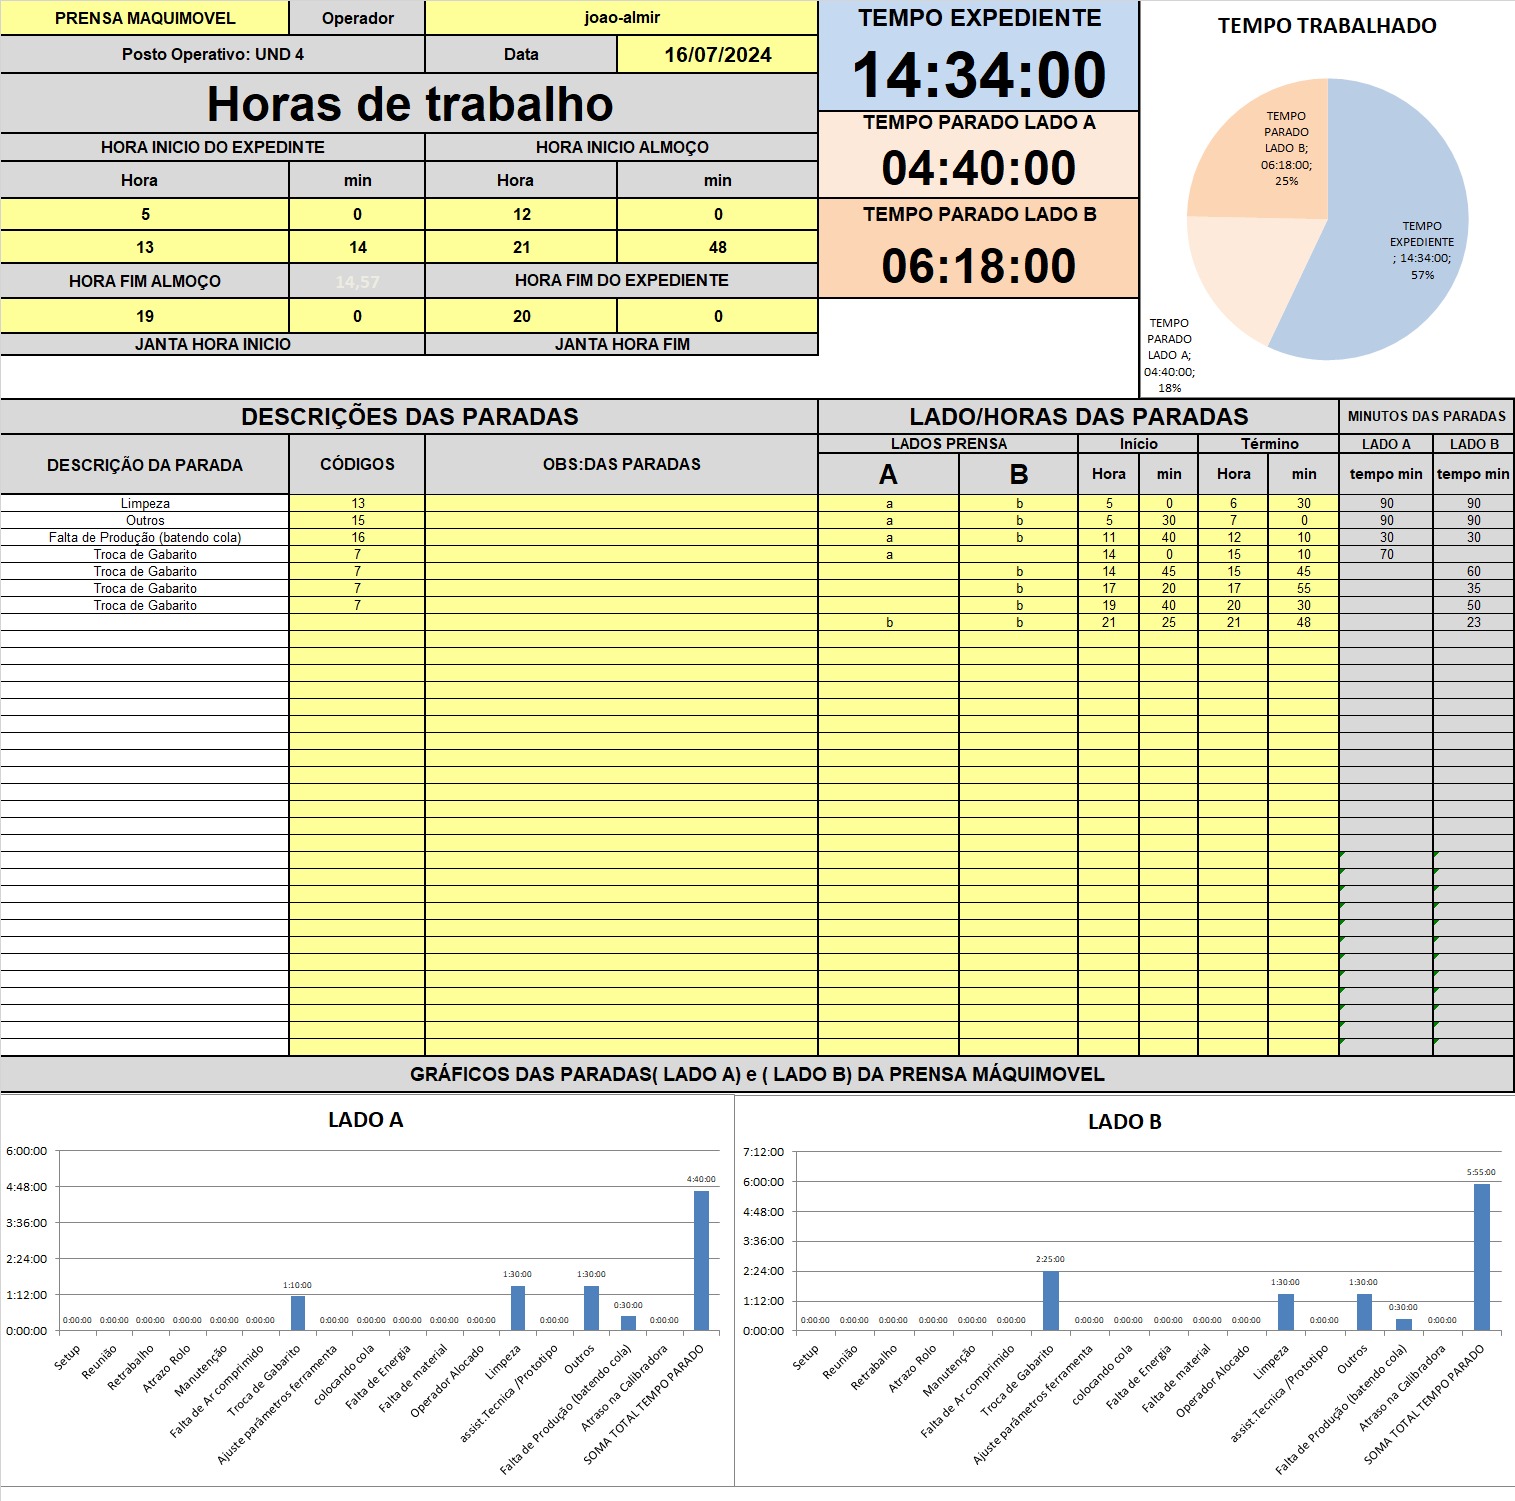 PRENSA MAQUIMOVEL Operador joao-almir
Posto Operativo: UND 4 Data 16/07/2024
Horas de trabalho
HORA INICIO DO EXPEDINTE HORA INICIO ALMOÇO
Hora min Hora min
5 0 12 0
13 14 21 48
HORA FIM ALMOÇO 14,57 HORA FIM DO EXPEDIENTE
19 0 20 0
JANTA HORA INICIO JANTA HORA FIM
TEMPO EXPEDIENTE
14:34:00
TEMPO PARADO LADO A
04:40:00
TEMPO PARADO LADO B
06:18:00
TEMPO TRABALHADO
TEMPO
PARADO
LADO B;
06:18:00;
25%
TEMPO
EXPEDIENTE
; 14:34:00;
57%
TEMPO
PARADO
LADO A;
04:40:00;
18%
DESCRIÇÕES DAS PARADAS LADO/HORAS DAS PARADAS MINUTOS DAS PARADAS
LADOS PRENSA Início Término LADO A LADO B
DESCRIÇÃO DA PARADA CÓDIGOS OBS:DAS PARADAS A B Hora min Hora min tempo min tempo min
Limpeza 13 a b 5 0 6 30 90 90
Outros 15 a b 5 30 7 0 90 90
Falta de Produção (batendo cola) 16 a b 11 40 12 10 30 30
Troca de Gabarito 7 a 14 0 15 10 70
Troca de Gabarito 7 b 14 45 15 45 60
Troca de Gabarito 7 b 17 20 17 55 35
Troca de Gabarito 7 b 19 40 20 30 50
b b 21 25 21 48 23
GRÁFICOS DAS PARADAS( LADO A) e ( LADO B) DA PRENSA MÁQUIMOVEL
LADO A
6:00:00
4:48:00
3:36:00
2:24:00
1:12:00
0:00:00
0:00:00 0:00:00 0:00:00 0:00:00 0:00:00 0:00:00 1:10:00 0:00:00 0:00:00 0:00:00 0:00:00 0:00:00 1:30:00 0:00:00 1:30:00 0:30:00 0:00:00 4:40:00
Setup
Reunião
Retrabalho
Atrazo Rolo
Manutenção
Falta de Ar comprimido
Troca de Gabarito
Ajuste parâmetros ferramenta
colocando cola
Falta de Energia
Falta de material
Operador Alocado
Limpeza
assist.Tecnica /Prototipo
Outros
Falta de Produção (batendo cola)
Atraso na Calibradora
SOMA TOTAL TEMPO PARADO
LADO B
7:12:00
6:00:00
4:48:00
3:36:00
2:24:00
1:12:00
0:00:00
0:00:00 0:00:00 0:00:00 0:00:00 0:00:00 0:00:00 2:25:00 0:00:00 0:00:00 0:00:00 0:00:00 0:00:00 1:30:00 0:00:00 1:30:00 0:30:00 0:00:00 5:55:00
Setup
Reunião
Retrabalho
Atrazo Rolo
Manutenção
Falta de Ar comprimido
Troca de Gabarito
Ajuste parâmetros ferramenta
colocando cola
Falta de Energia
Falta de material
Operador Alocado
Limpeza
assist.Tecnica /Prototipo
Outros
Falta de Produção (batendo cola)
Atraso na Calibradora
SOMA TOTAL TEMPO PARADO